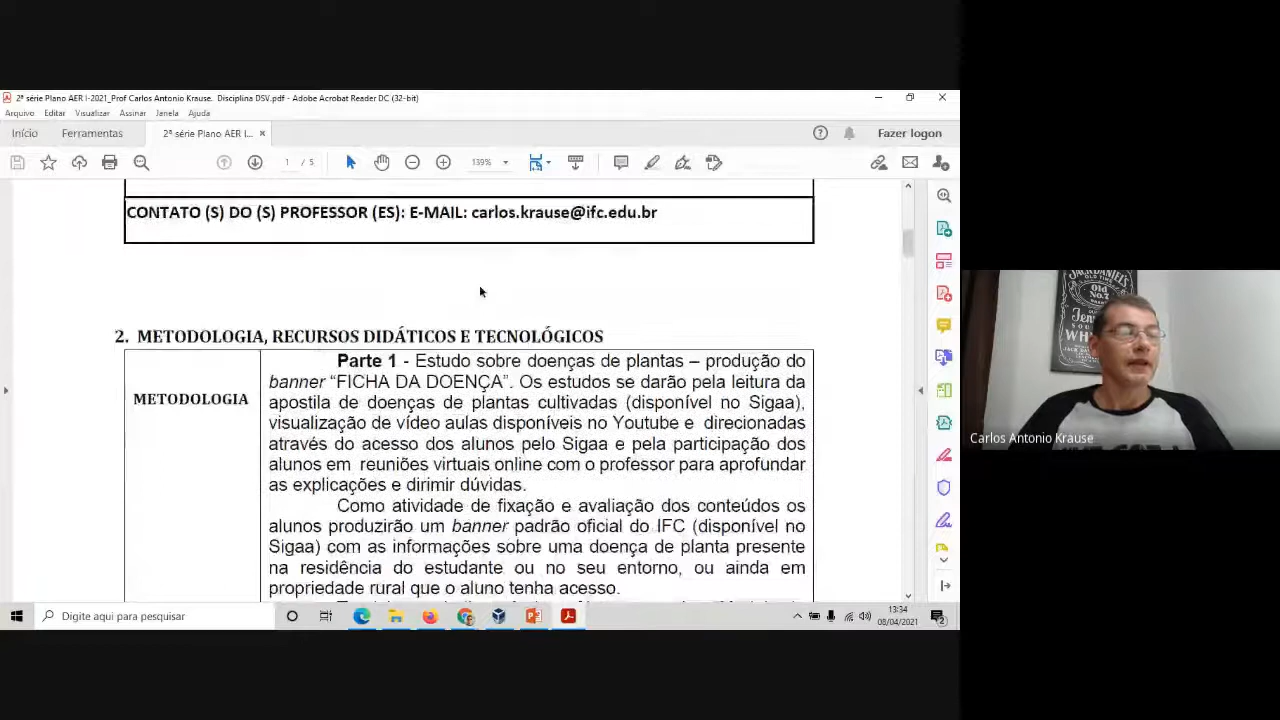 2ª série Plano AER I-2021_Prof Carlos Antonio Krause. Disciplina DSV.pdf - Adobe Acrobat Reader DC (32-bit)
Arquivo Editar Visualizar Assinar Janela Ajuda
Início Ferramentas 2ª série Plano AER I... × Fazer logon
1 / 5 139%
CONTATO (S) DO (S) PROFESSOR (ES): E-MAIL: carlos.krause@ifc.edu.br
2. METODOLOGIA, RECURSOS DIDÁTICOS E TECNOLÓGICOS
METODOLOGIA
Parte 1 - Estudo sobre doenças de plantas – produção do
banner “FICHA DA DOENÇA”. Os estudos se darão pela leitura da
apostila de doenças de plantas cultivadas (disponível no Sigaa),
visualização de vídeo aulas disponíveis no Youtube e direcionadas
através do acesso dos alunos pelo Sigaa e pela participação dos
alunos em reuniões virtuais online com o professor para aprofundar
as explicações e dirimir dúvidas.
Como atividade de fixação e avaliação dos conteúdos os
alunos produzirão um banner padrão oficial do IFC (disponível no
Sigaa) com as informações sobre uma doença de planta presente
na residência do estudante ou no seu entorno, ou ainda em
propriedade rural que o aluno tenha acesso.
Digite aqui para pesquisar
13:34
08/04/2021
2
JACK DANIEL'S
Old
No.7
Carlos Antonio Krause